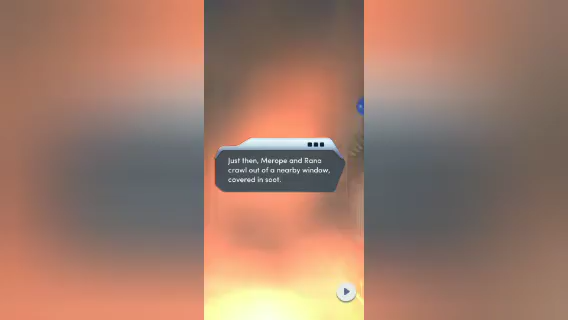 Just then, Merope and Rano
crawl out of a nearby window,
covered in soot.